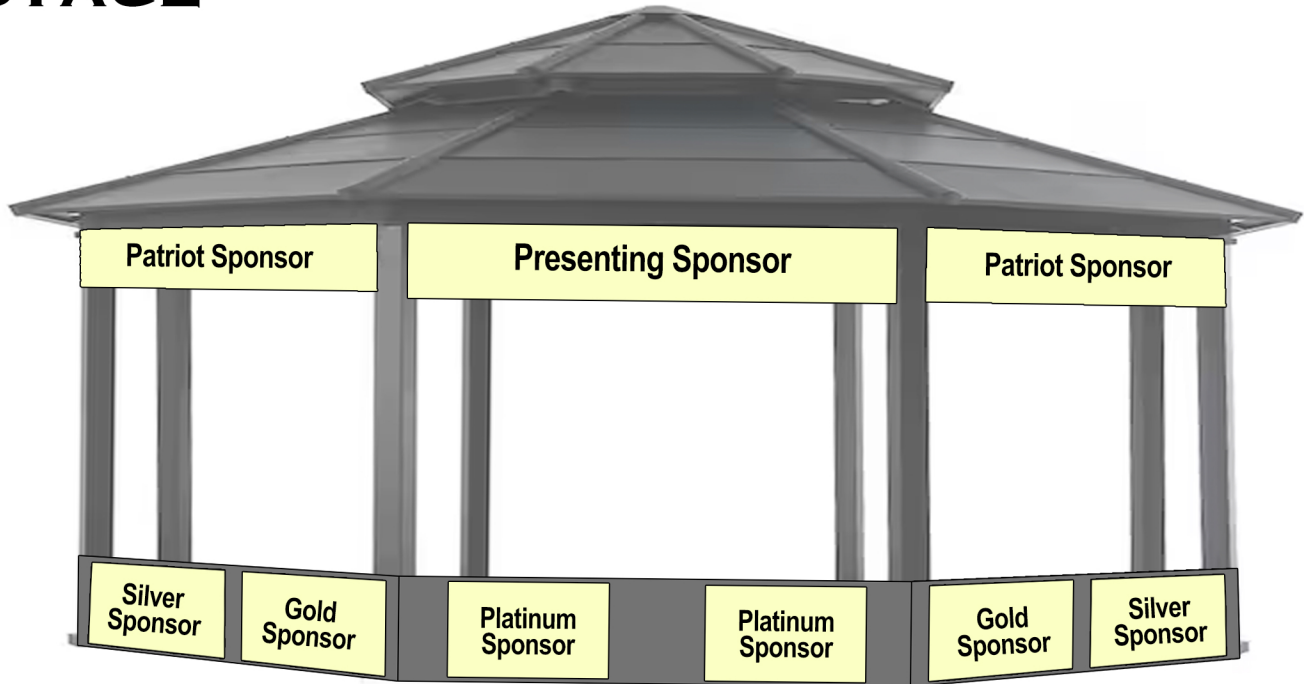 Patriot Sponsor
Presenting Sponsor
Patriot Sponsor
Silver
Sponsor
Gold
Sponsor
Platinum
Sponsor
Platinum
Sponsor
Gold
Sponsor
Silver
Sponsor